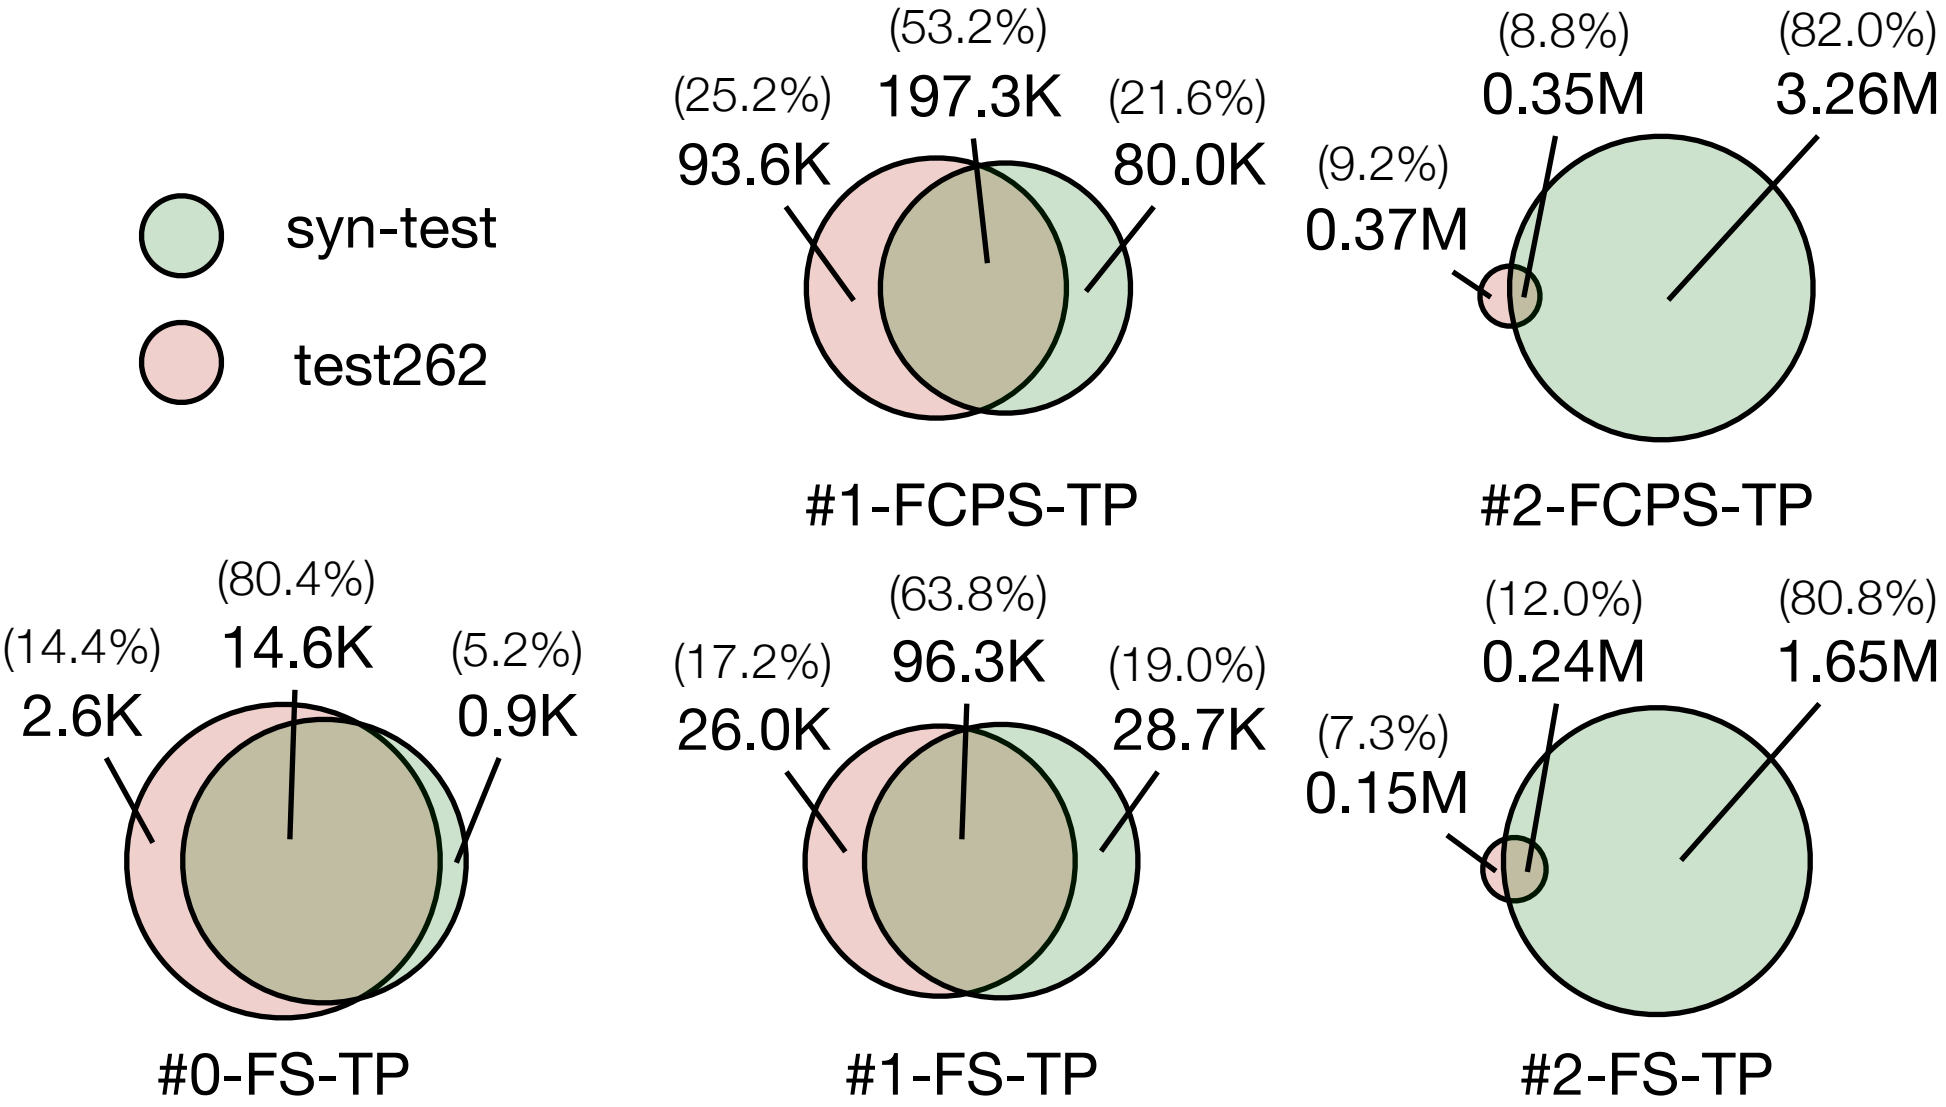 syn-test
test262
(25.2%)
93.6K
(53.2%)
197.3K
(21.6%)
80.0K
#1-FCPS-TP
(9.2%)
0.37M
(8.8%)
0.35M
(82.0%)
3.26M
#2-FCPS-TP
(14.4%)
2.6K
(80.4%)
14.6K
(5.2%)
0.9K
#0-FS-TP
(17.2%)
26.0K
(63.8%)
96.3K
(19.0%)
28.7K
#1-FS-TP
(7.3%)
0.15M
(12.0%)
0.24M
(80.8%)
1.65M
#2-FS-TP